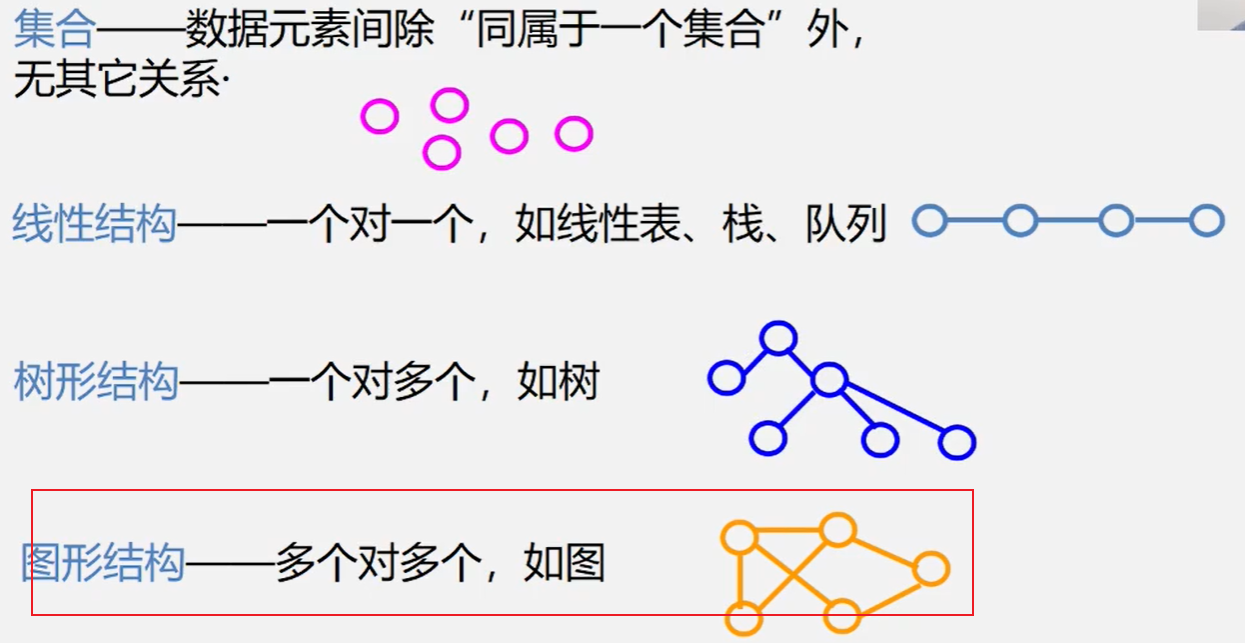 集合——数据元素间除“同属于一个集合”外，
无其它关系·
线性结构——一个对一个，如线性表、栈、队列
树形结构——一个对多个，如树
图形结构——多个对多个，如图